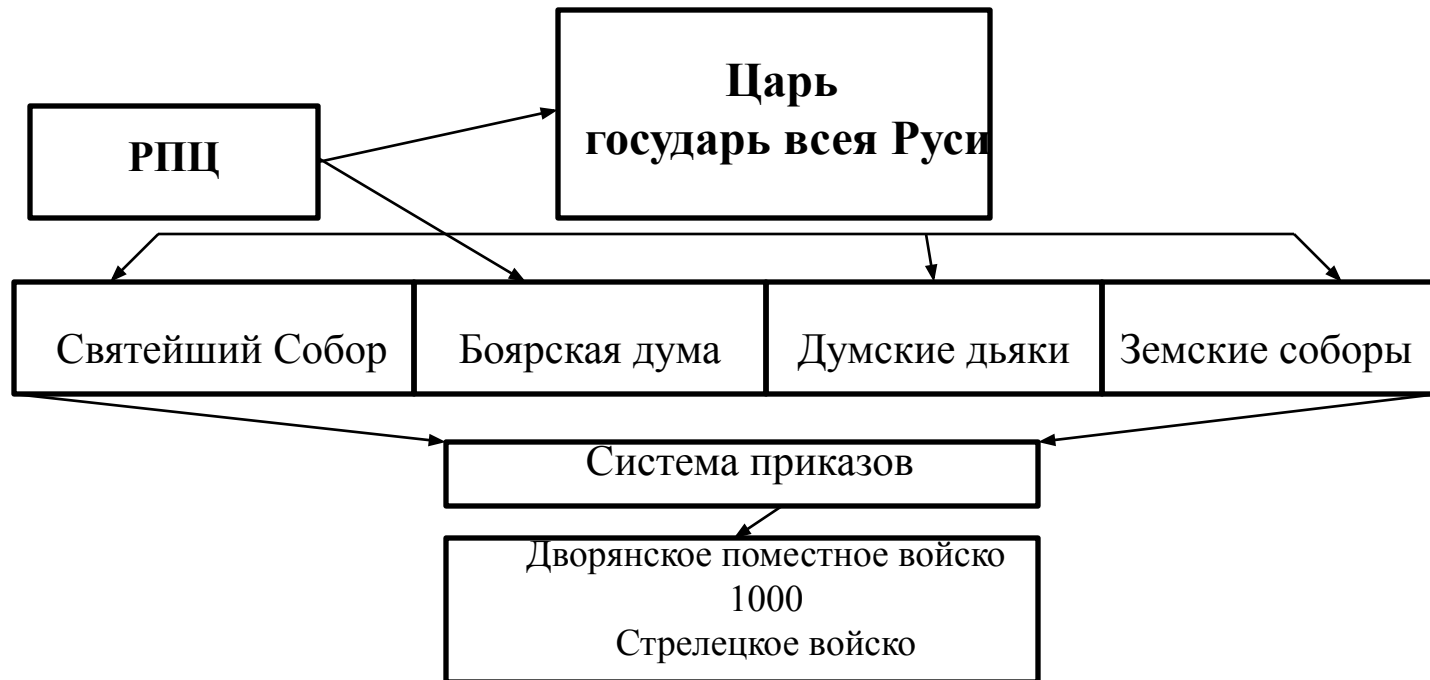 Царь
государь всея Руси
РПЦ
Святейший Собор
Боярская дума
Думские дьяки
Земские соборы
Система приказов
Дворянское поместное войско
1000
Стрелецкое войско